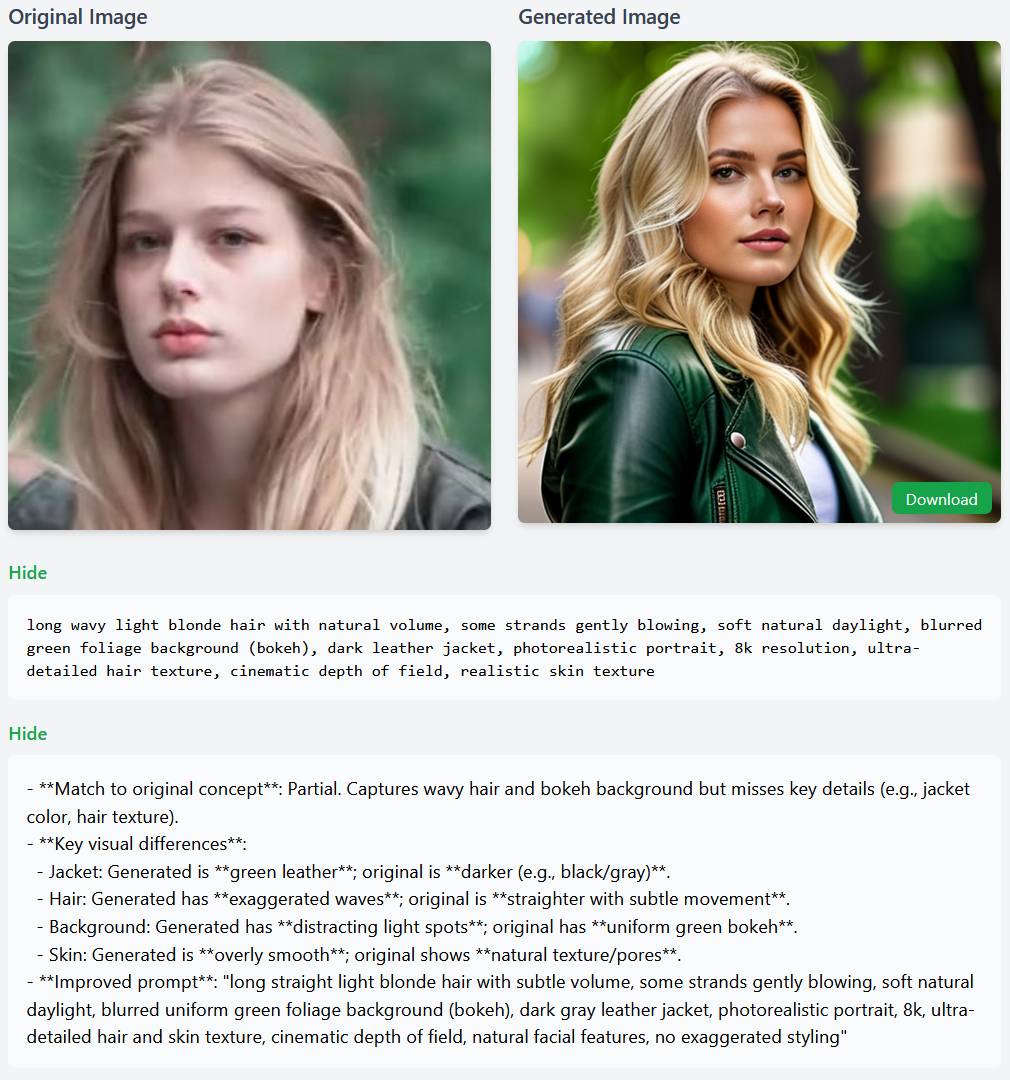 Original Image
Generated Image
Download
Hide
long wavy light blonde hair with natural volume, some strands gently blowing, soft natural daylight, blurred
green foliage background (bokeh), dark leather jacket, photorealistic portrait, 8k resolution, ultra-
detailed hair texture, cinematic depth of field, realistic skin texture
Hide
- **Match to original concept**: Partial. Captures wavy hair and bokeh background but misses key details (e.g., jacket
color, hair texture).
- **Key visual differences**:
- Jacket: Generated is **green leather**; original is **darker (e.g., black/gray)**.
- Hair: Generated has **exaggerated waves**; original is **straighter with subtle movement**.
- Background: Generated has **distracting light spots**; original has **uniform green bokeh**.
- Skin: Generated is **overly smooth**; original shows **natural texture/pores**.
- **Improved prompt**: "long straight light blonde hair with subtle volume, some strands gently blowing, soft natural
daylight, blurred uniform green foliage background (bokeh), dark gray leather jacket, photorealistic portrait, 8k, ultra-
detailed hair and skin texture, cinematic depth of field, natural facial features, no exaggerated styling"